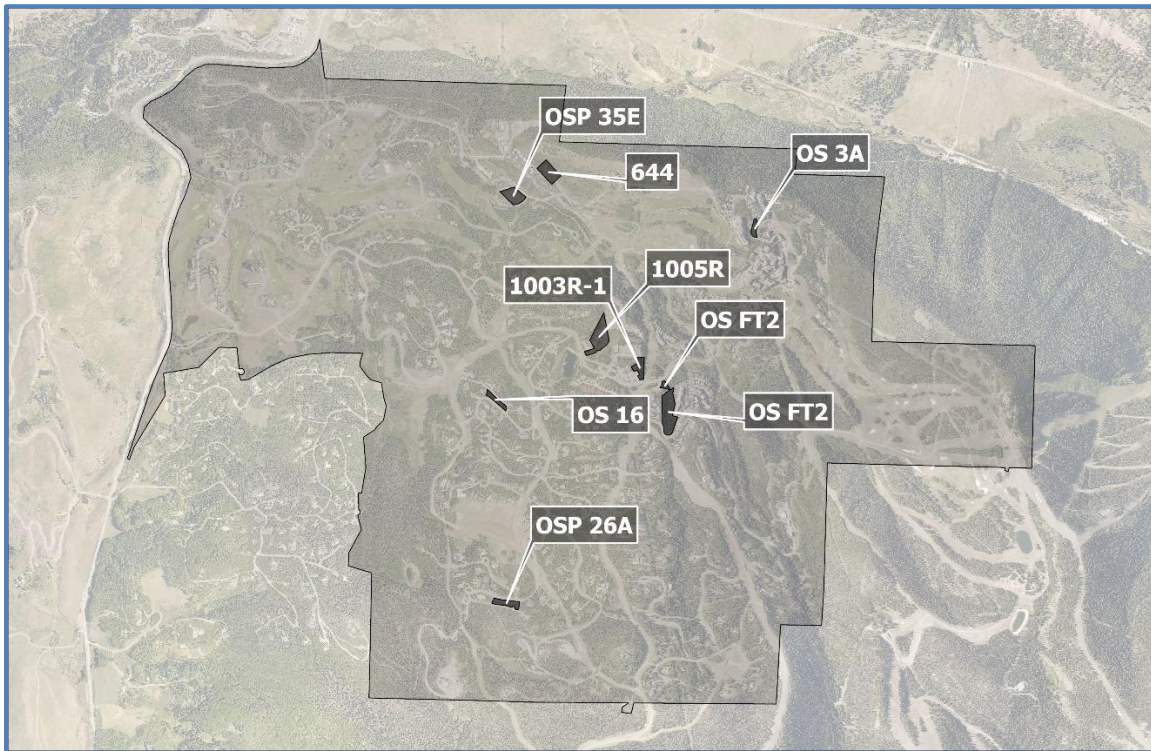 OSP 35E
644
OS 3A
1005R
1003R-1
OS FT2
OS 16
OS FT2
OSP 26A